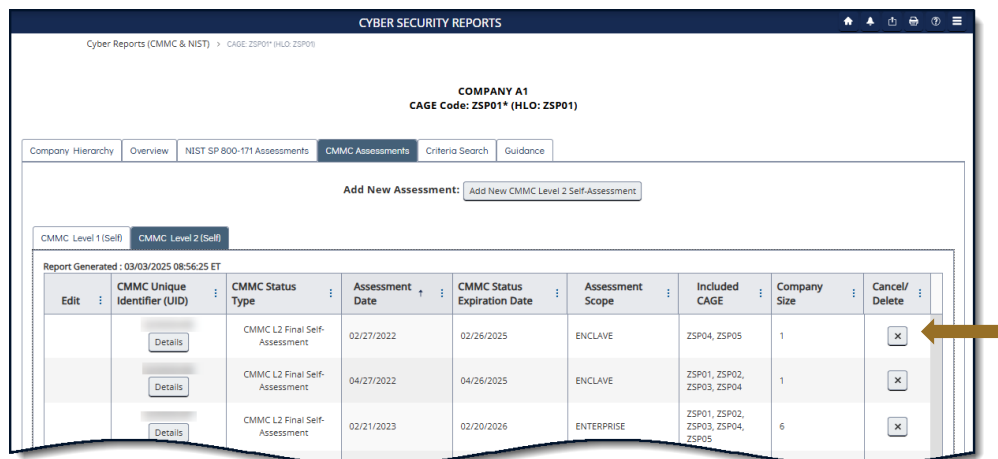 CYBER SECURITY REPORTS
Cyber Reports (CMMC & NIST) > CAGE: ZSP01* (HLO: ZSP01)
COMPANY A1
CAGE Code: ZSP01* (HLO: ZSP01)
Company Hierarchy Overview NIST SP 800-171 Assessments CMMC Assessments Criteria Search Guidance
Add New Assessment: Add New CMMC Level 2 Self-Assessment
CMMC Level 1 (Self) CMMC Level 2 (Self)
Report Generated : 03/03/2025 08:56:25 ET
Edit CMMC Unique Identifier (UID) CMMC Status Type Assessment Date ↑ CMMC Status Expiration Date Assessment Scope Included CAGE Company Size Cancel/ Delete
Details CMMC L2 Final Self-Assessment 02/27/2022 02/26/2025 ENCLAVE ZSP04, ZSP05 1 ×
Details CMMC L2 Final Self-Assessment 04/27/2022 04/26/2025 ENCLAVE ZSP01, ZSP02, ZSP03, ZSP04 1 ×
Details CMMC L2 Final Self-Assessment 02/21/2023 02/20/2026 ENTERPRISE ZSP01, ZSP02, ZSP03, ZSP04, ZSP05 6 ×